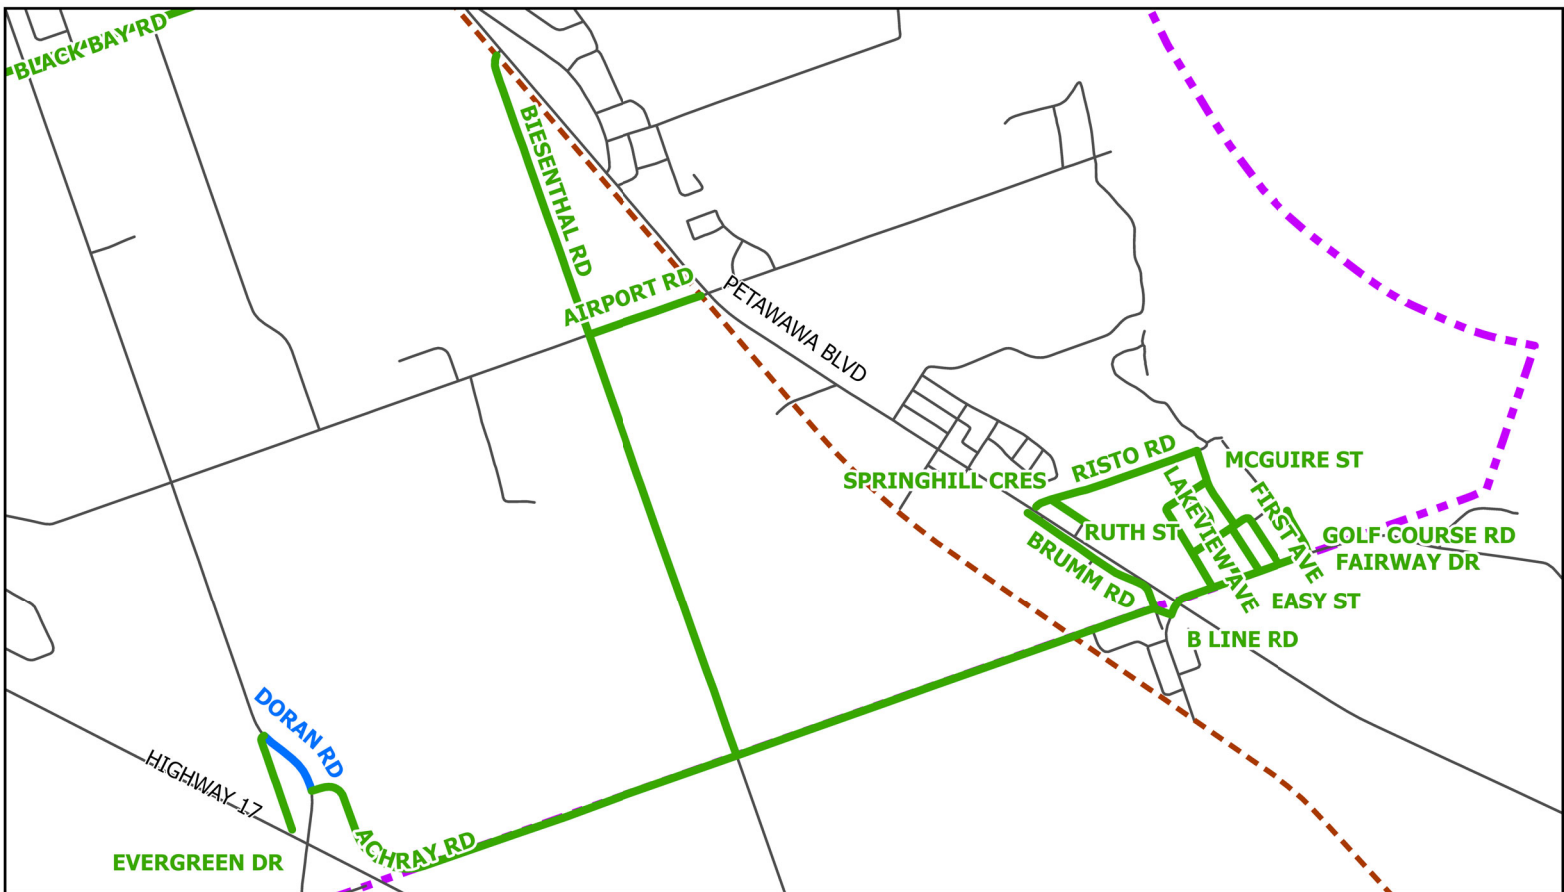 BLACK BAY RD
BIESENTHAL RD
AIRPORT RD
PETAWAWA BLVD
SPRINGHILL CRES
RISTO RD
MCGUIRE ST
LAKEVIEW AVE
FIRST AVE
RUTH ST
GOLF COURSE RD
FAIRWAY DR
BRUMM RD
EASY ST
B LINE RD
DORAN RD
HIGHWAY 17
ACHRAY RD
EVERGREEN DR